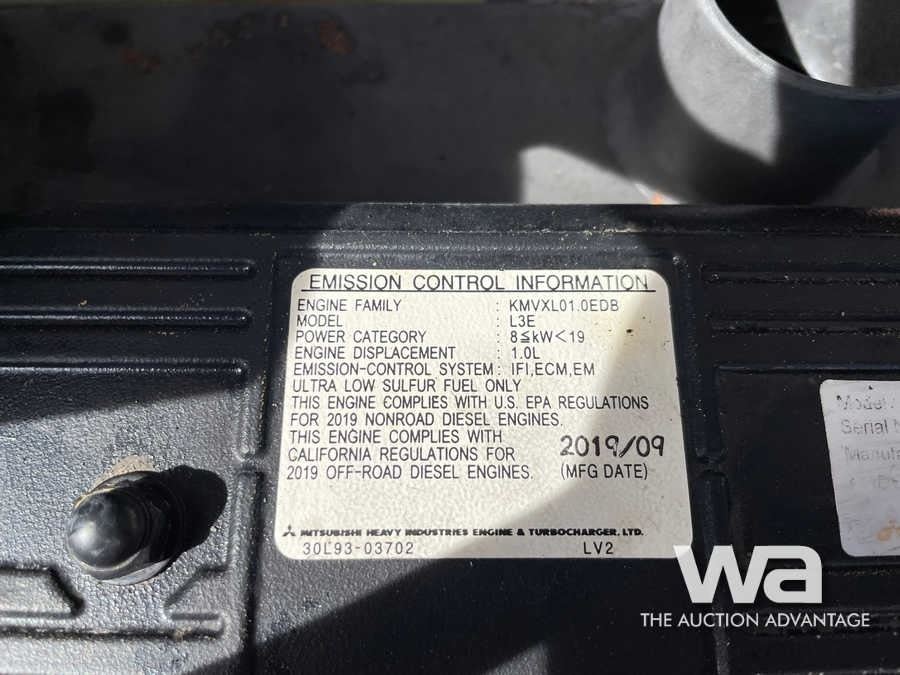 EMISSION CONTROL INFORMATION
ENGINE FAMILY : KMVXL01.0EDB
MODEL : L3E
POWER CATEGORY : 8≦kW<19
ENGINE DISPLACEMENT : 1.0L
EMISSION-CONTROL SYSTEM : IFI,ECM,EM
ULTRA LOW SULFUR FUEL ONLY
THIS ENGINE COMPLIES WITH U.S. EPA REGULATIONS
FOR 2019 NONROAD DIESEL ENGINES.
THIS ENGINE COMPLIES WITH
CALIFORNIA REGULATIONS FOR
2019 OFF-ROAD DIESEL ENGINES.
2019/09
(MFG DATE)
MITSUBISHI HEAVY INDUSTRIES ENGINE & TURBOCHARGER, LTD.
30L93-03702 LV2
Model
Serial
wa
THE AUCTION ADVANTAGE